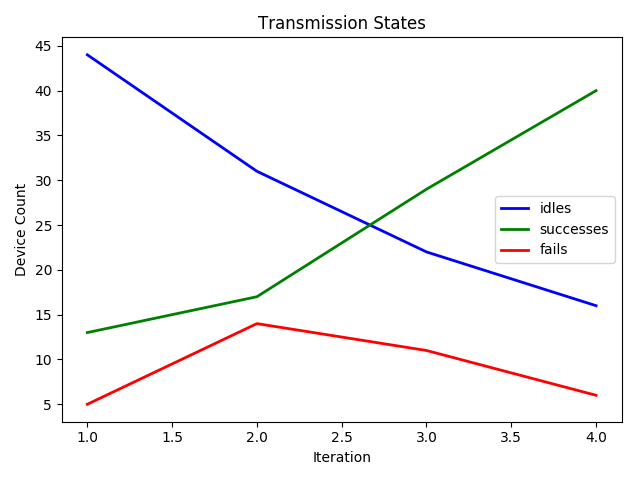 Transmission States
45
40
35
30
25
20
15
10
5
Device Count
idles
successes
fails
1.0 1.5 2.0 2.5 3.0 3.5 4.0
Iteration